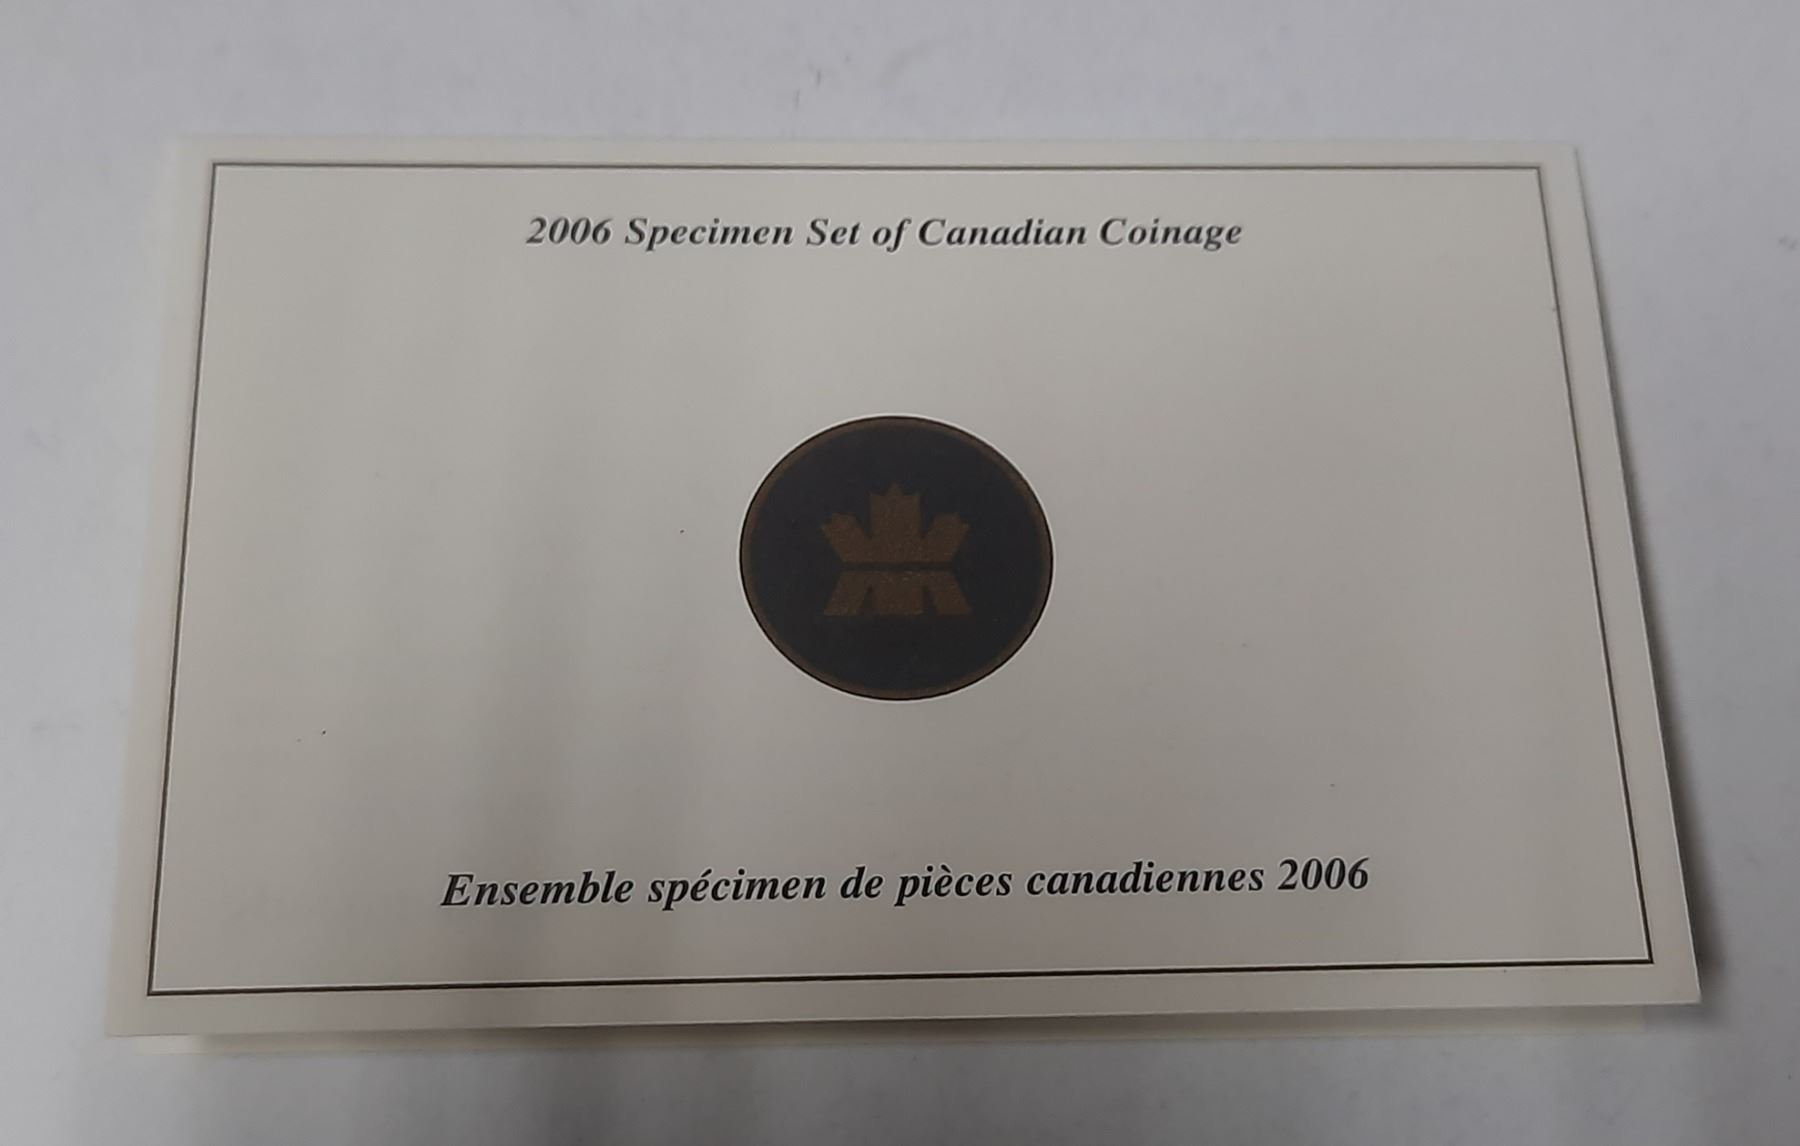 2006 Specimen Set of Canadian Coinage
Ensemble spécimen de pièces canadiennes 2006